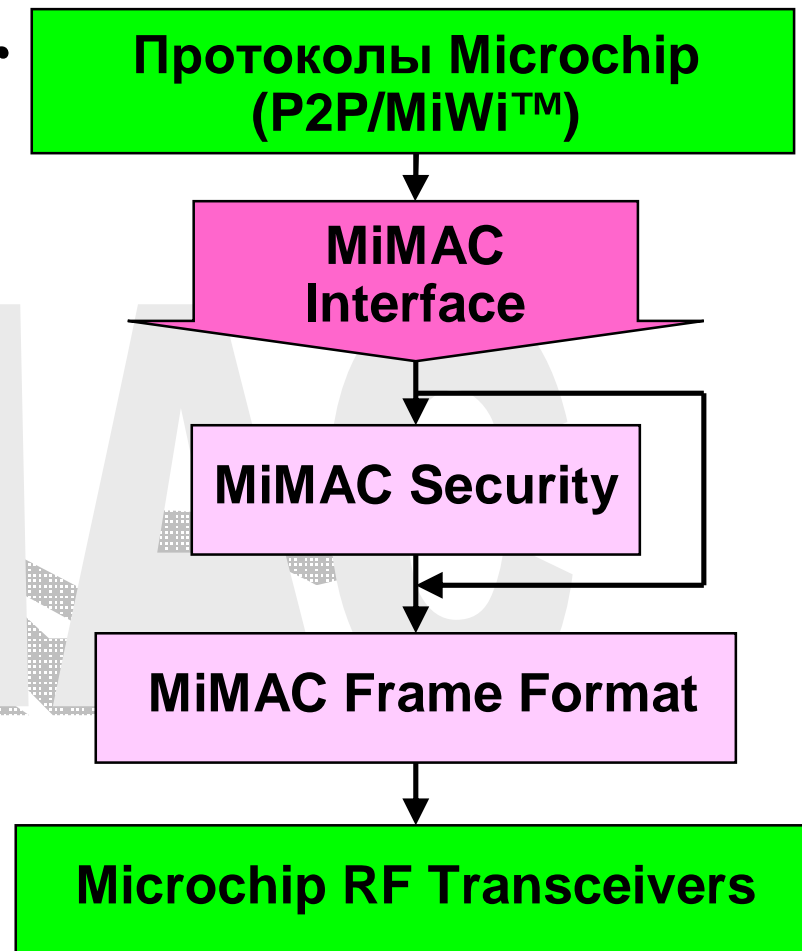 Протоколы Microchip
(P2P/MiWi™)
MiMAC
Interface
MiMAC Security
MiMAC Frame Format
Microchip RF Transceivers